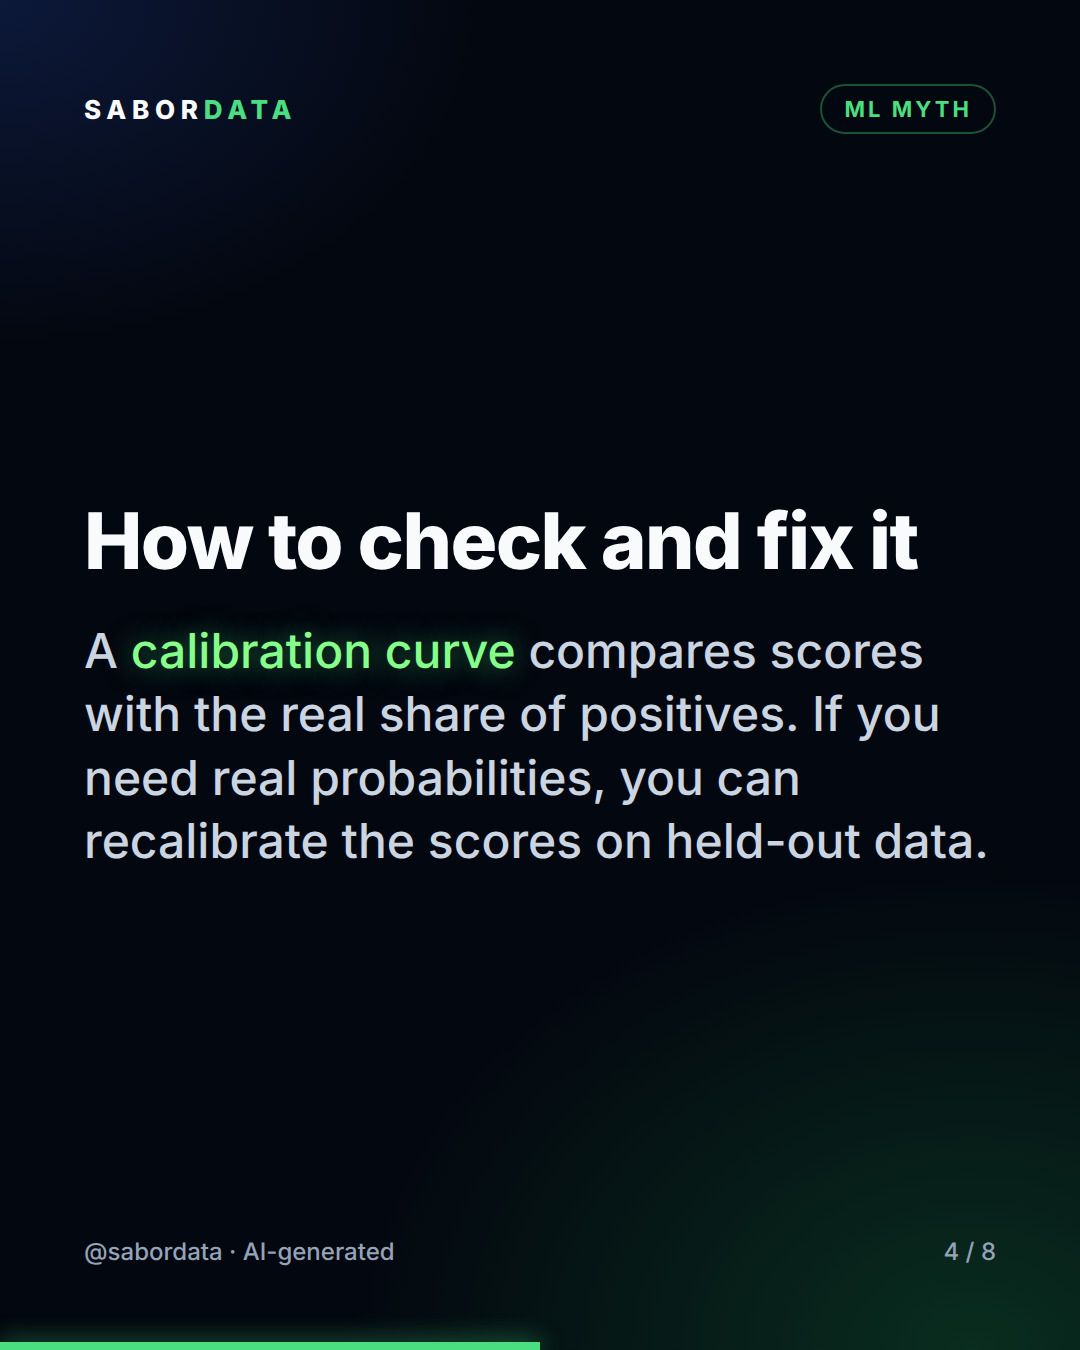 SABORDATA
ML MYTH
How to check and fix it
A calibration curve compares scores
with the real share of positives. If you
need real probabilities, you can
recalibrate the scores on held-out data.
@sabordata · AI-generated
4 / 8